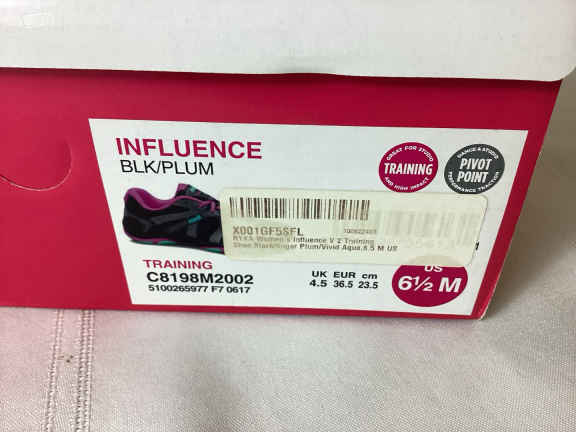 INFLUENCE
BLK/PLUM
GREAT FOR STUDIO
TRAINING
AND HIGH IMPACT
DANCE & STUDIO
PIVOT
POINT
PERFORMANCE TRACTION
X001GF5SFL
RYKA Women's Influence V 2 Training
Shoe Black/Sugar Plum/Vivid Aqua,6.5 M US
TRAINING
C8198M2002
5100265977 F7 0617
UK EUR cm
4.5 36.5 23.5
US
6½ M